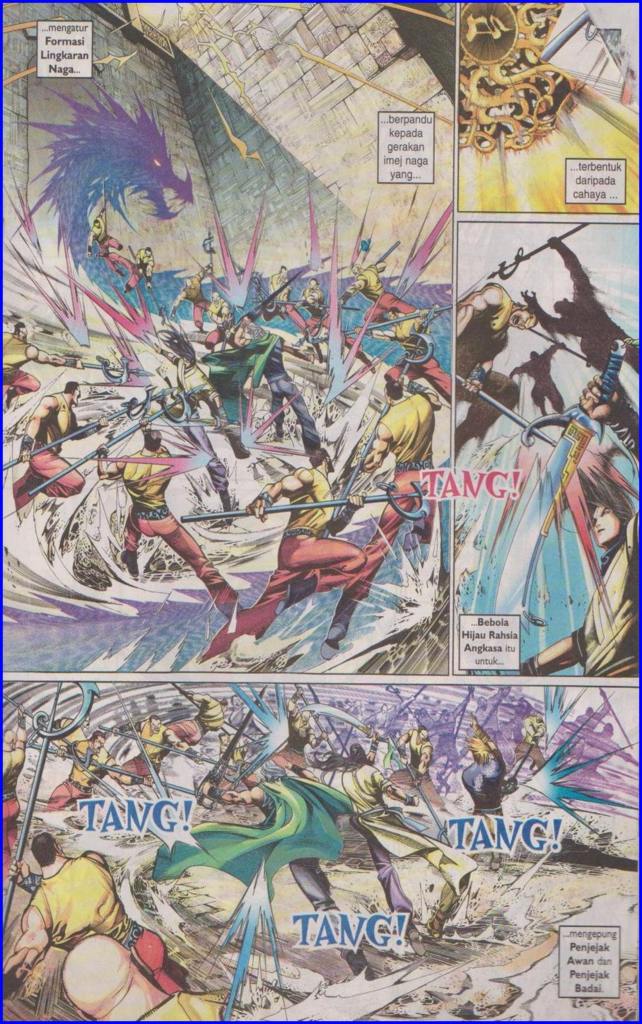 ...mengatur
Formasi
Lingkaran
Naga...
...berpandu
kepada
gerakan
imej naga
yang...
...terbentuk
daripada
cahaya ...
TANG!
...Bebola
Hijau Rahsia
Angkasa itu
untuk...
TANG!
TANG!
TANG!
...mengepung
Penjejak
Awan dan
Penjejak
Badai.